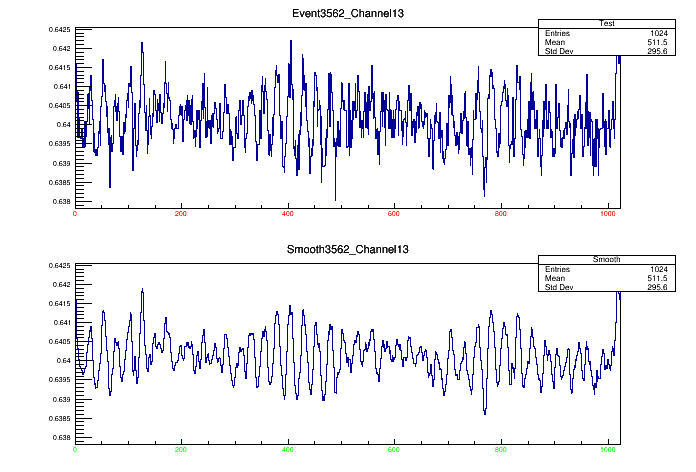 Event3562_Channel13
Test
Entries 1024
Mean 511.5
Std Dev 295.6
0.6425
0.642
0.6415
0.641
0.6405
0.64
0.6395
0.639
0.6385
0.638
0 200 400 600 800 1000
Smooth3562_Channel13
Smooth
Entries 1024
Mean 511.5
Std Dev 295.6
0.6425
0.642
0.6415
0.641
0.6405
0.64
0.6395
0.639
0.6385
0.638
0 200 400 600 800 1000